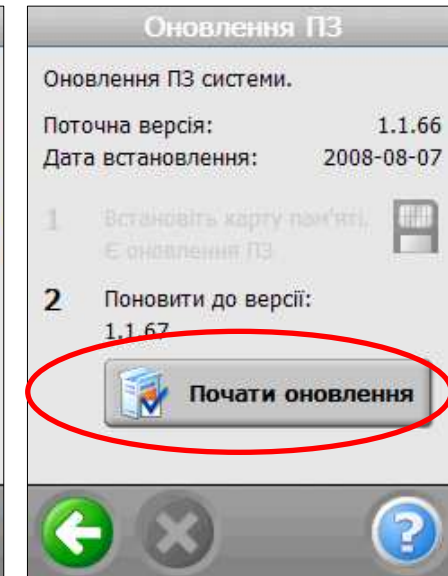 Оновлення ПЗ
Оновлення ПЗ системи.
Поточна версія: 1.1.66
Дата встановлення: 2008-08-07
1 Встановіть карту пам'яті.
Є оновлення ПЗ
2 Поновити до версії:
1.1.67
Почати оновлення
?